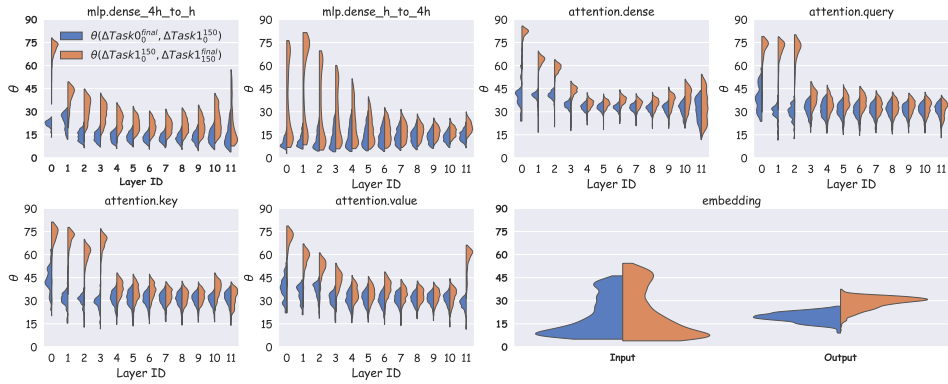 mlp.dense_4h_to_h
mlp.dense_h_to_4h
attention.dense
attention.query
90
75
60
45
30
15
0
θ
θ(ΔTask0_0^{final}, ΔTask1_0^{150})
θ(ΔTask1_0^{150}, ΔTask1_{150}^{final})
0 1 2 3 4 5 6 7 8 9 10 11
Layer ID
90
75
60
45
30
15
0
θ
0 1 2 3 4 5 6 7 8 9 10 11
Layer ID
90
75
60
45
30
15
0
θ
0 1 2 3 4 5 6 7 8 9 10 11
Layer ID
90
75
60
45
30
15
0
θ
0 1 2 3 4 5 6 7 8 9 10 11
Layer ID
attention.key
attention.value
embedding
90
75
60
45
30
15
0
θ
0 1 2 3 4 5 6 7 8 9 10 11
Layer ID
90
75
60
45
30
15
0
θ
0 1 2 3 4 5 6 7 8 9 10 11
Layer ID
90
75
60
45
30
15
0
θ
Input
Output